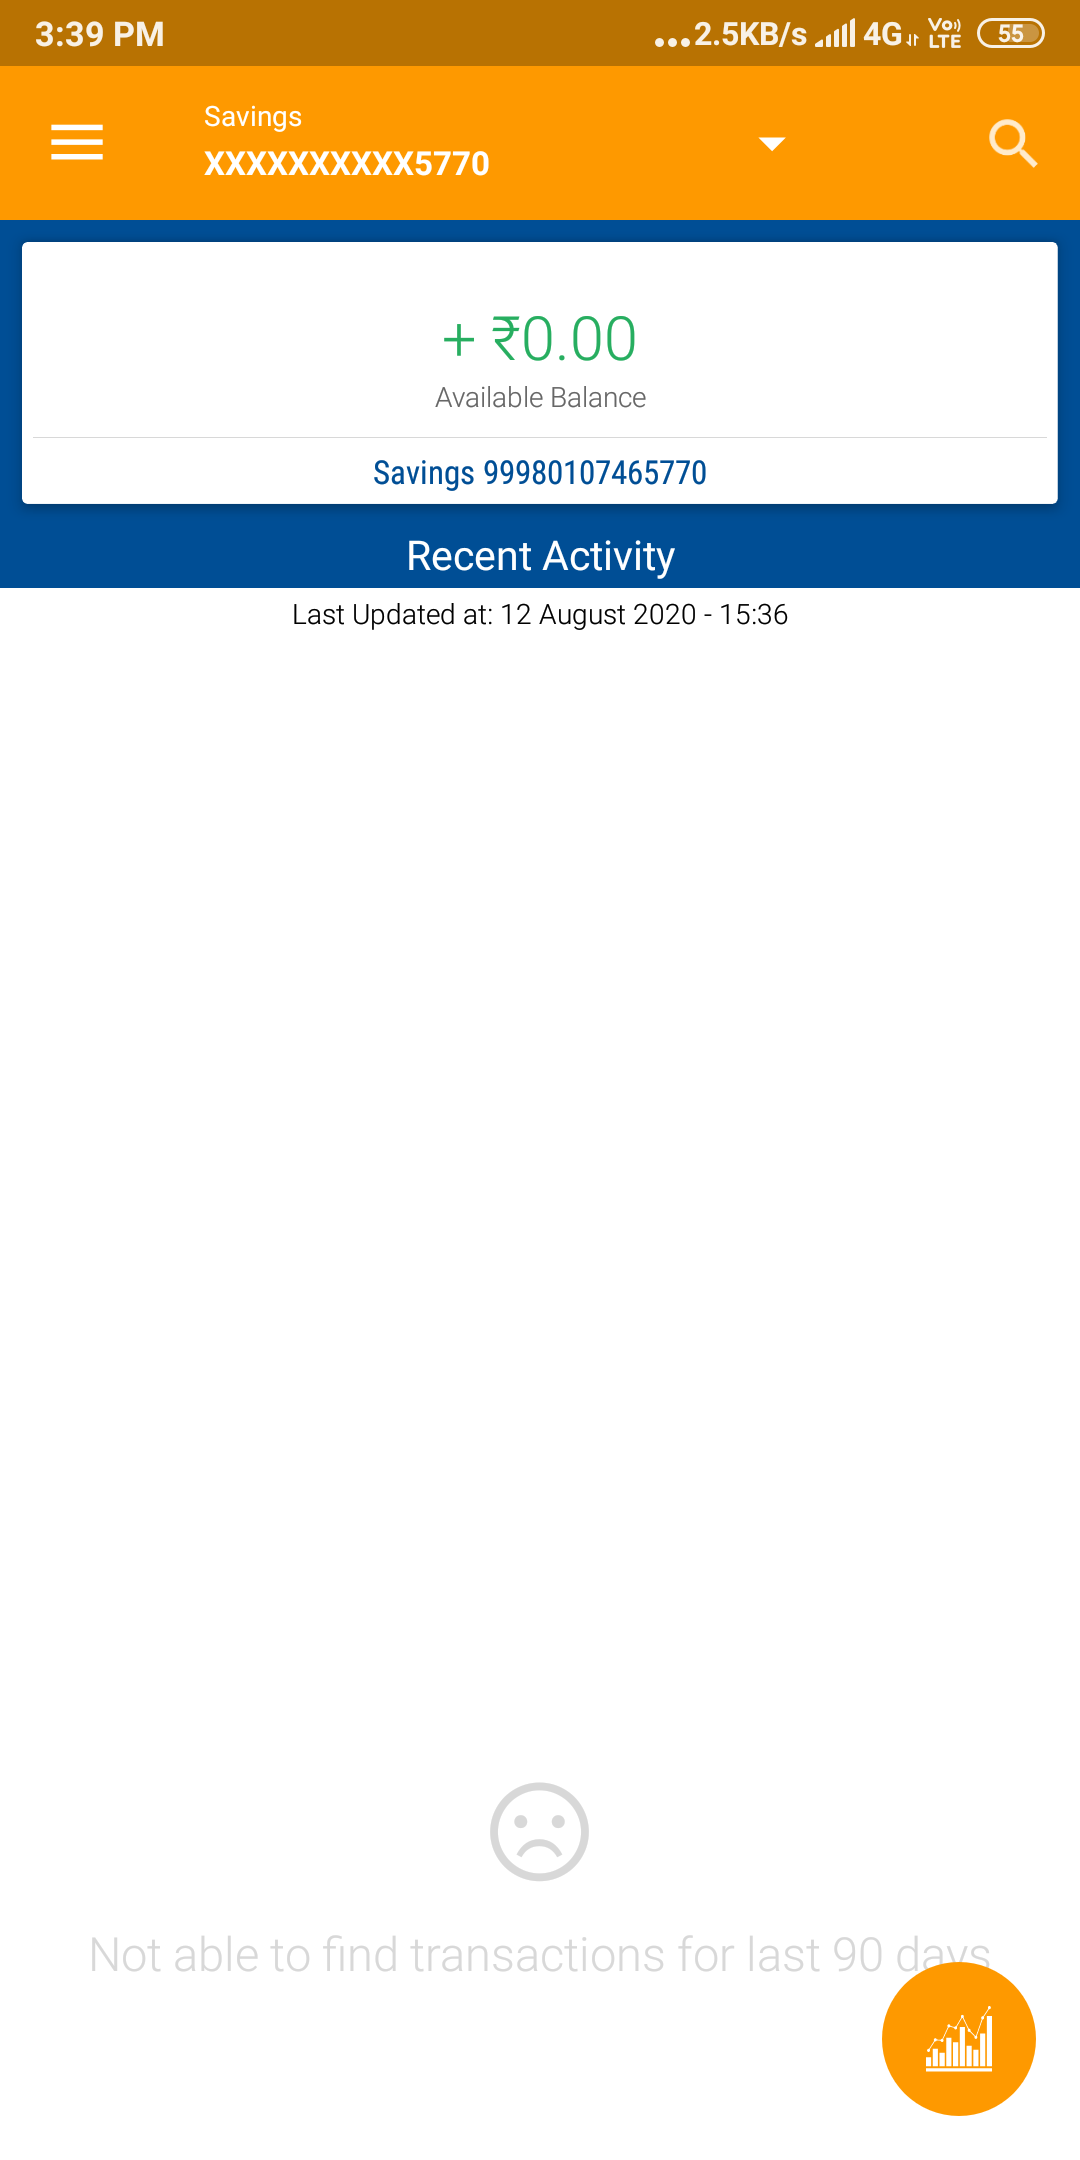 3:39 PM
...2.5KB/s 4G Vo LTE 55
Savings
XXXXXXXXXX5770
+ ₹0.00
Available Balance
Savings 99980107465770
Recent Activity
Last Updated at: 12 August 2020 - 15:36
Not able to find transactions for last 90 days